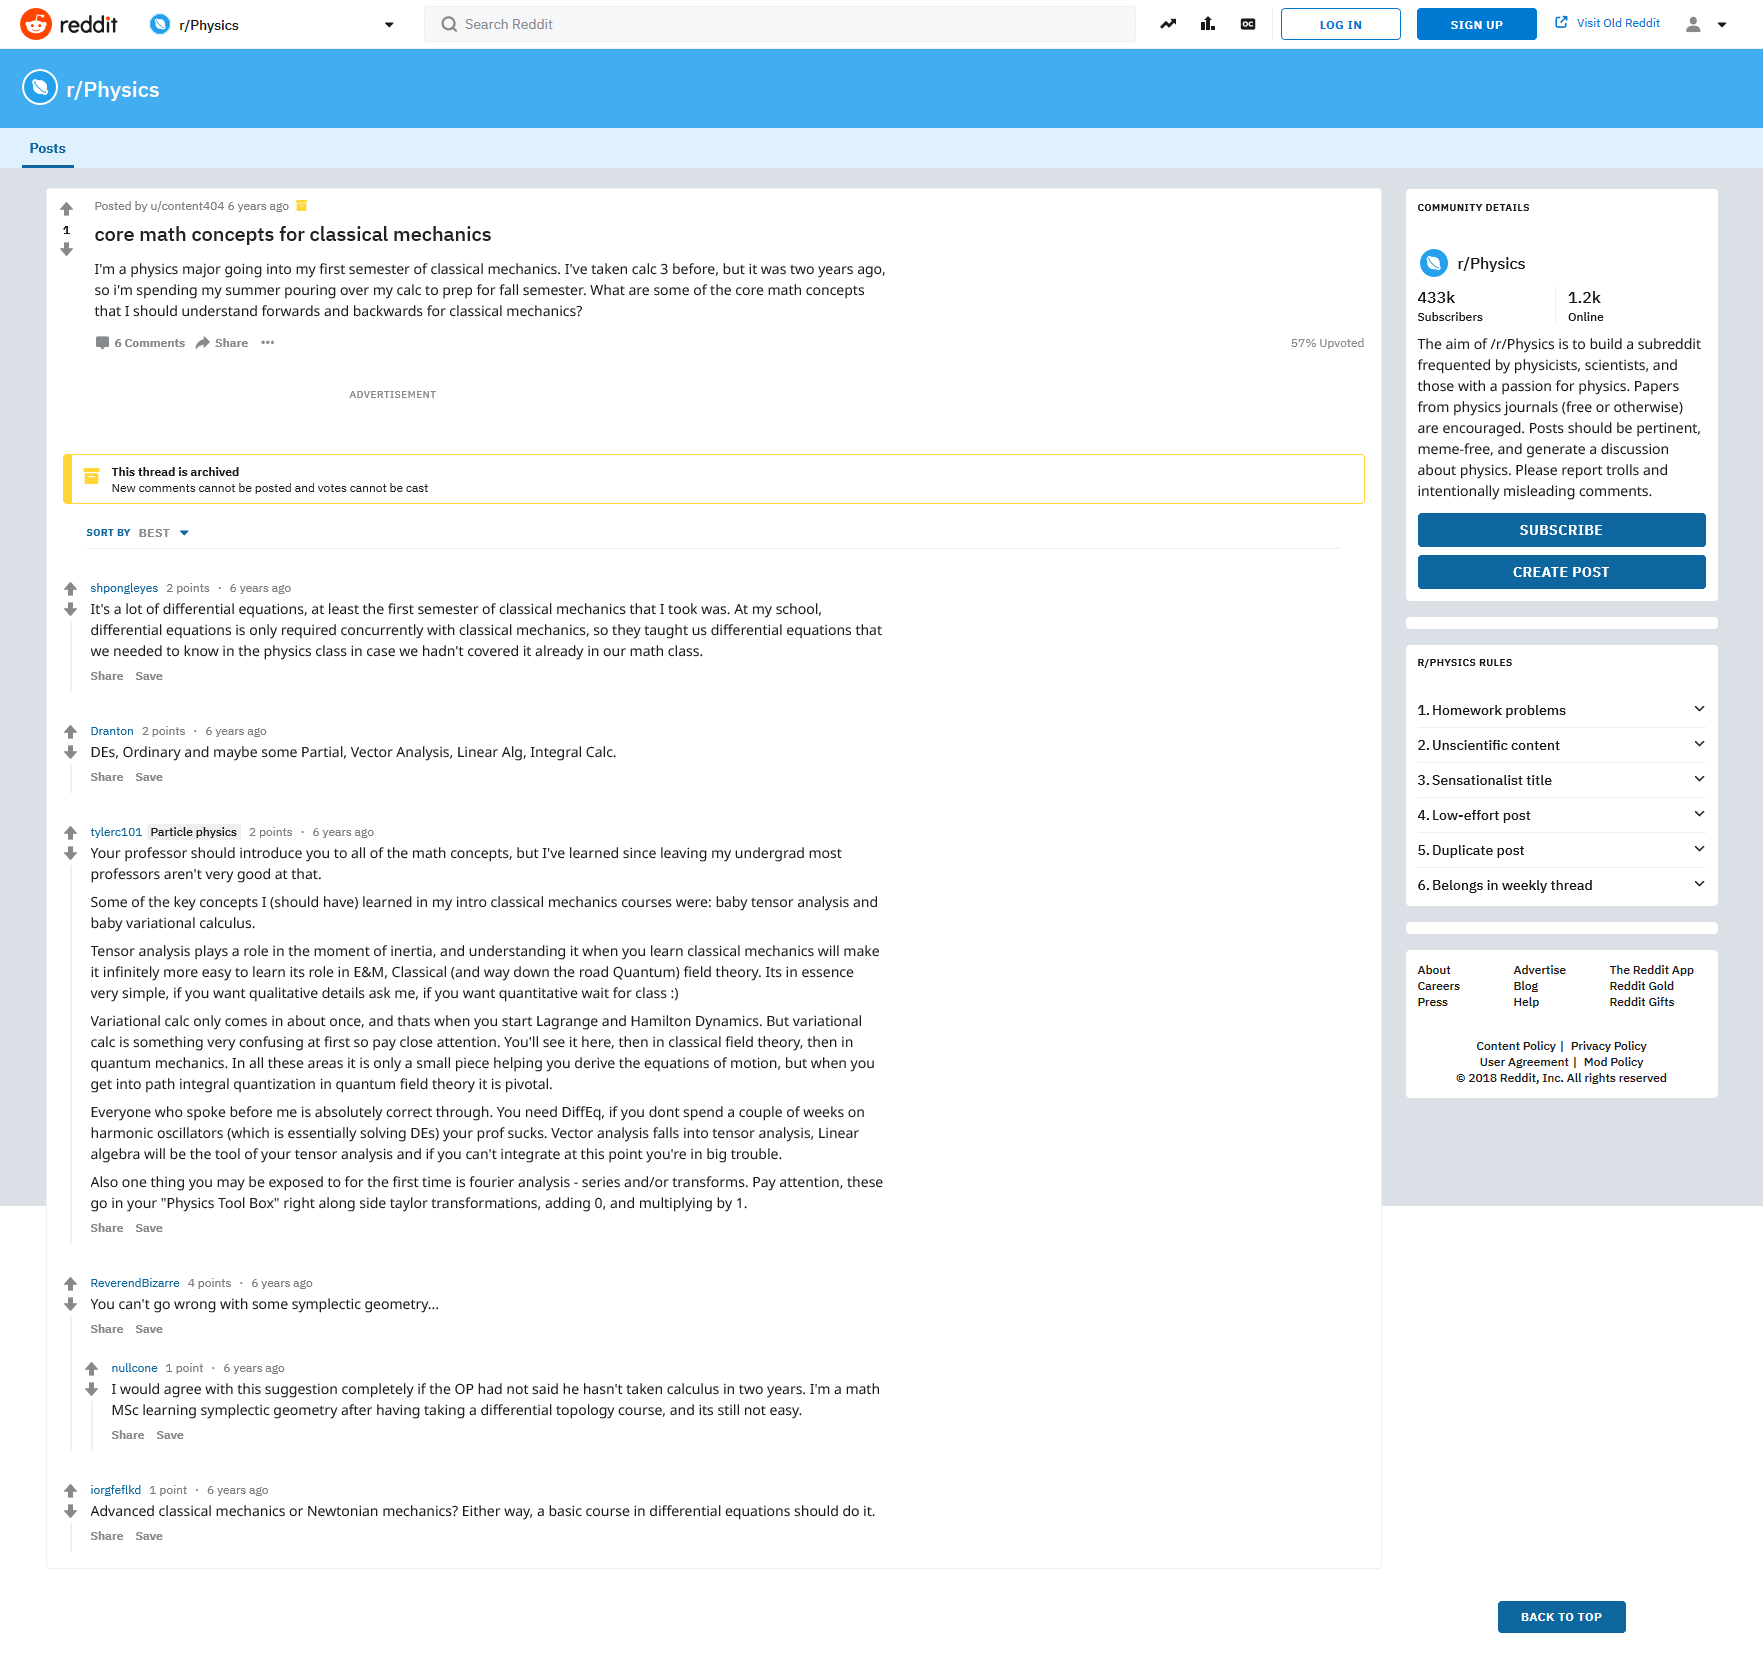 reddit
r/Physics
Search Reddit
OC
LOG IN
SIGN UP
Visit Old Reddit
r/Physics
Posts
Posted by u/content404 6 years ago
1
core math concepts for classical mechanics
I'm a physics major going into my first semester of classical mechanics. I've taken calc 3 before, but it was two years ago,
so i'm spending my summer pouring over my calc to prep for fall semester. What are some of the core math concepts
that I should understand forwards and backwards for classical mechanics?
6 Comments Share
57% Upvoted
ADVERTISEMENT
This thread is archived
New comments cannot be posted and votes cannot be cast
SORT BY BEST
shpongleyes 2 points · 6 years ago
It's a lot of differential equations, at least the first semester of classical mechanics that I took was. At my school,
differential equations is only required concurrently with classical mechanics, so they taught us differential equations that
we needed to know in the physics class in case we hadn't covered it already in our math class.
Share Save
Dranton 2 points · 6 years ago
DEs, Ordinary and maybe some Partial, Vector Analysis, Linear Alg, Integral Calc.
Share Save
tylerc101 Particle physics 2 points · 6 years ago
Your professor should introduce you to all of the math concepts, but I've learned since leaving my undergrad most
professors aren't very good at that.
Some of the key concepts I (should have) learned in my intro classical mechanics courses were: baby tensor analysis and
baby variational calculus.
Tensor analysis plays a role in the moment of inertia, and understanding it when you learn classical mechanics will make
it infinitely more easy to learn its role in E&M, Classical (and way down the road Quantum) field theory. Its in essence
very simple, if you want qualitative details ask me, if you want quantitative wait for class :)
Variational calc only comes in about once, and thats when you start Lagrange and Hamilton Dynamics. But variational
calc is something very confusing at first so pay close attention. You'll see it here, then in classical field theory, then in
quantum mechanics. In all these areas it is only a small piece helping you derive the equations of motion, but when you
get into path integral quantization in quantum field theory it is pivotal.
Everyone who spoke before me is absolutely correct through. You need DiffEq, if you dont spend a couple of weeks on
harmonic oscillators (which is essentially solving DEs) your prof sucks. Vector analysis falls into tensor analysis, Linear
algebra will be the tool of your tensor analysis and if you can't integrate at this point you're in big trouble.
Also one thing you may be exposed to for the first time is fourier analysis - series and/or transforms. Pay attention, these
go in your "Physics Tool Box" right along side taylor transformations, adding 0, and multiplying by 1.
Share Save
ReverendBizarre 4 points · 6 years ago
You can't go wrong with some symplectic geometry...
Share Save
nullcone 1 point · 6 years ago
I would agree with this suggestion completely if the OP had not said he hasn't taken calculus in two years. I'm a math
MSc learning symplectic geometry after having taking a differential topology course, and its still not easy.
Share Save
iorgfeflkd 1 point · 6 years ago
Advanced classical mechanics or Newtonian mechanics? Either way, a basic course in differential equations should do it.
Share Save
COMMUNITY DETAILS
r/Physics
433k 1.2k
Subscribers Online
The aim of /r/Physics is to build a subreddit
frequented by physicists, scientists, and
those with a passion for physics. Papers
from physics journals (free or otherwise)
are encouraged. Posts should be pertinent,
meme-free, and generate a discussion
about physics. Please report trolls and
intentionally misleading comments.
SUBSCRIBE
CREATE POST
R/PHYSICS RULES
1. Homework problems
2. Unscientific content
3. Sensationalist title
4. Low-effort post
5. Duplicate post
6. Belongs in weekly thread
About Advertise The Reddit App
Careers Blog Reddit Gold
Press Help Reddit Gifts
Content Policy | Privacy Policy
User Agreement | Mod Policy
© 2018 Reddit, Inc. All rights reserved
BACK TO TOP